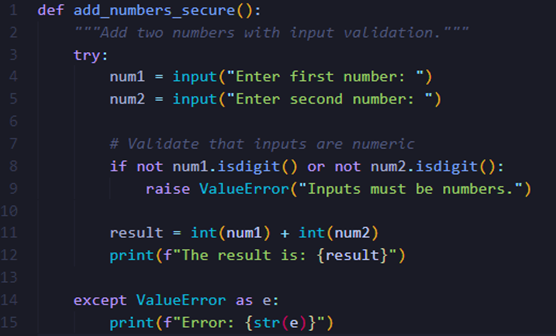 1 def add_numbers_secure():
2     """Add two numbers with input validation."""
3     try:
4         num1 = input("Enter first number: ")
5         num2 = input("Enter second number: ")
6
7         # Validate that inputs are numeric
8         if not num1.isdigit() or not num2.isdigit():
9             raise ValueError("Inputs must be numbers.")
10
11         result = int(num1) + int(num2)
12         print(f"The result is: {result}")
13
14     except ValueError as e:
15         print(f"Error: {str(e)}")